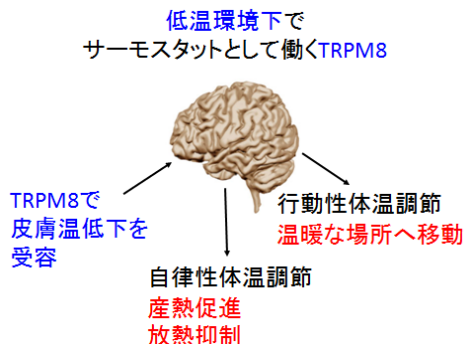 低温環境下で
サーモスタットとして働くTRPM8
TRPM8で
皮膚温低下を
受容
行動性体温調節
温暖な場所へ移動
自律性体温調節
産熱促進
放熱抑制